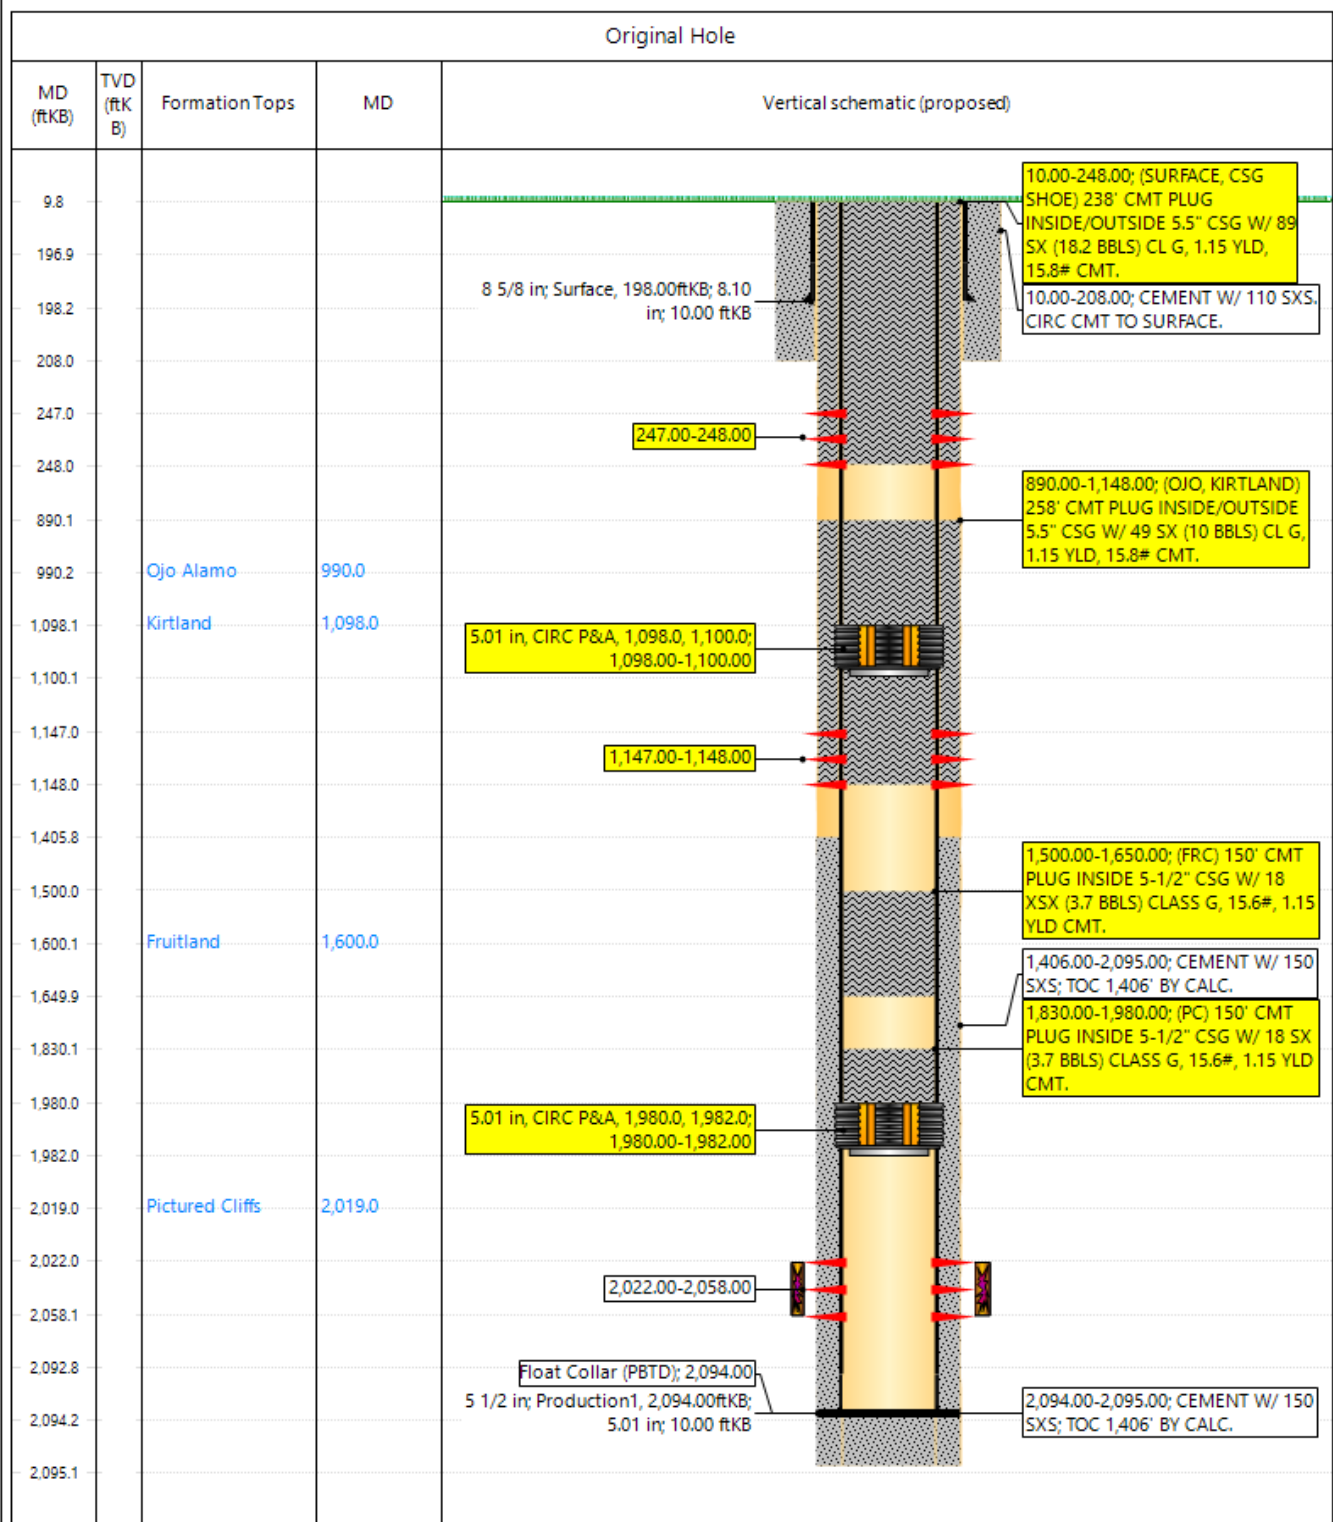 Original Hole
MD
(ftKB)
TVD
(ftK
B)
Formation Tops
MD
Vertical schematic (proposed)
9.8
196.9
198.2
208.0
247.0
248.0
890.1
990.2
1,098.1
1,100.1
1,147.0
1,148.0
1,405.8
1,500.0
1,600.1
1,649.9
1,830.1
1,980.0
1,982.0
2,019.0
2,022.0
2,058.1
2,092.8
2,094.2
2,095.1
Ojo Alamo 990.0
Kirtland 1,098.0
Fruitland 1,600.0
Pictured Cliffs 2,019.0
8 5/8 in; Surface, 198.00ftKB; 8.10
in; 10.00 ftKB
247.00-248.00
5.01 in, CIRC P&A, 1,098.0, 1,100.0;
1,098.00-1,100.00
1,147.00-1,148.00
5.01 in, CIRC P&A, 1,980.0, 1,982.0;
1,980.00-1,982.00
2,022.00-2,058.00
Float Collar (PBTD); 2,094.00
5 1/2 in; Production1, 2,094.00ftKB;
5.01 in; 10.00 ftKB
10.00-248.00; (SURFACE, CSG
SHOE) 238' CMT PLUG
INSIDE/OUTSIDE 5.5" CSG W/ 89
SX (18.2 BBLS) CL G, 1.15 YLD,
15.8# CMT.
10.00-208.00; CEMENT W/ 110 SXS.
CIRC CMT TO SURFACE.
890.00-1,148.00; (OJO, KIRTLAND)
258' CMT PLUG INSIDE/OUTSIDE
5.5" CSG W/ 49 SX (10 BBLS) CL G,
1.15 YLD, 15.8# CMT.
1,500.00-1,650.00; (FRC) 150' CMT
PLUG INSIDE 5-1/2" CSG W/ 18
XSX (3.7 BBLS) CLASS G, 15.6#, 1.15
YLD CMT.
1,406.00-2,095.00; CEMENT W/ 150
SXS; TOC 1,406' BY CALC.
1,830.00-1,980.00; (PC) 150' CMT
PLUG INSIDE 5-1/2" CSG W/ 18 SX
(3.7 BBLS) CLASS G, 15.6#, 1.15 YLD
CMT.
2,094.00-2,095.00; CEMENT W/ 150
SXS; TOC 1,406' BY CALC.